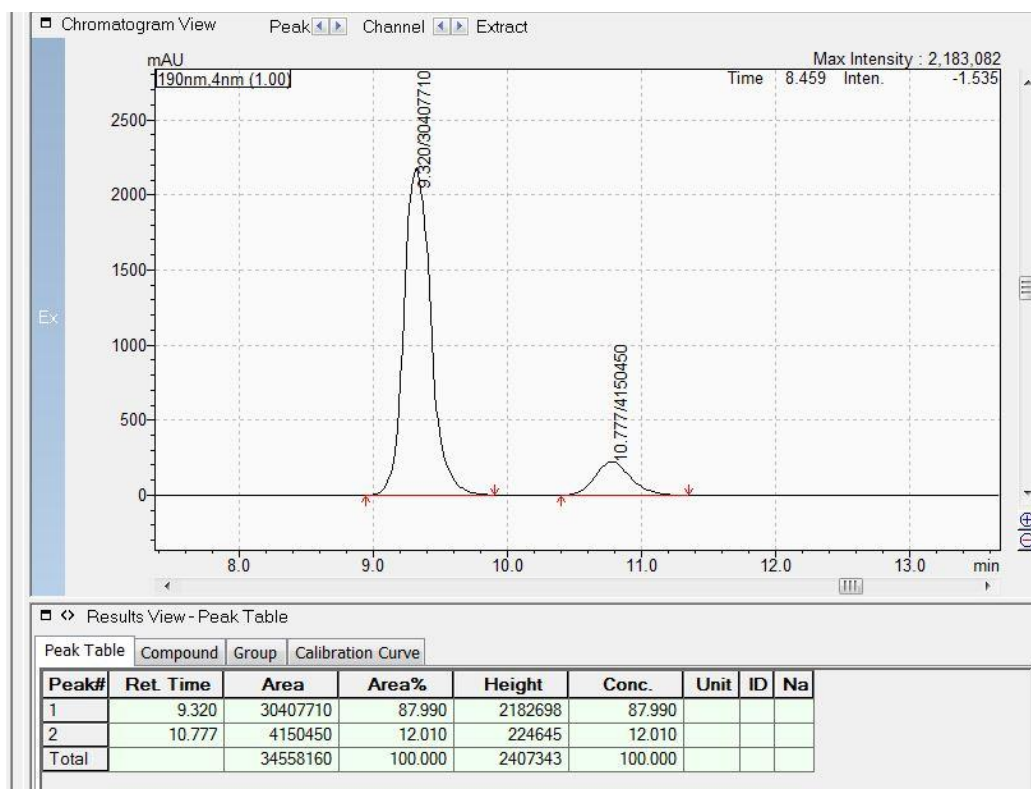 Chromatogram View Peak Channel Extract
mAU Max Intensity : 2,183,082
190nm,4nm (1.00) Time 8.459 Inten. -1.535
2500
2000
1500
1000
500
0
9.320/30407710
10.777/4150450
Ex
8.0 9.0 10.0 11.0 12.0 13.0 min
Results View - Peak Table
Peak Table Compound Group Calibration Curve
Peak# Ret. Time Area Area% Height Conc. Unit ID Na
1 9.320 30407710 87.990 2182698 87.990
2 10.777 4150450 12.010 224645 12.010
Total 34558160 100.000 2407343 100.000